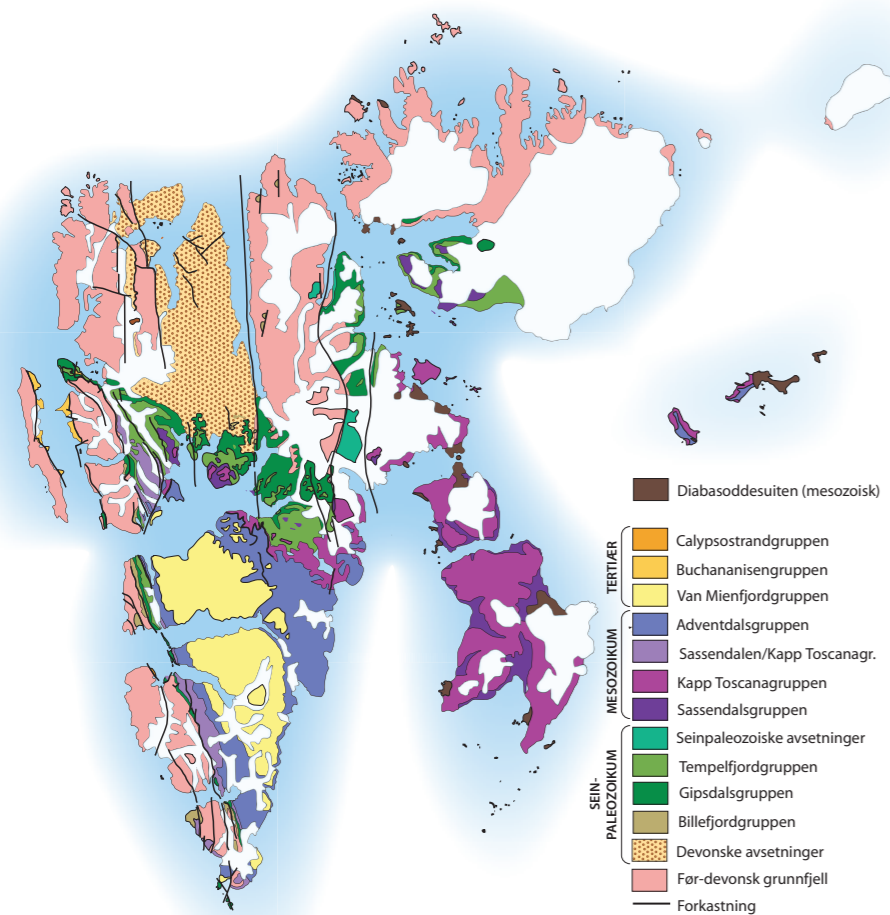 Diabasoddesuiten (mesozoisk)
TERTIÆR
Calypsostrandgruppen
Buchananisengruppen
Van Mienfjordgruppen
MESOZOIKUM
Adventdalsgruppen
Sassendalen/Kapp Toscanagr.
Kapp Toscanagruppen
Sassendalsgruppen
SEIN-
PALEOZOIKUM
Seinpaleozoiske avsetninger
Tempelfjordgruppen
Gipsdalsgruppen
Billefjordgruppen
Devonske avsetninger
Før-devonsk grunnfjell
Forkastning